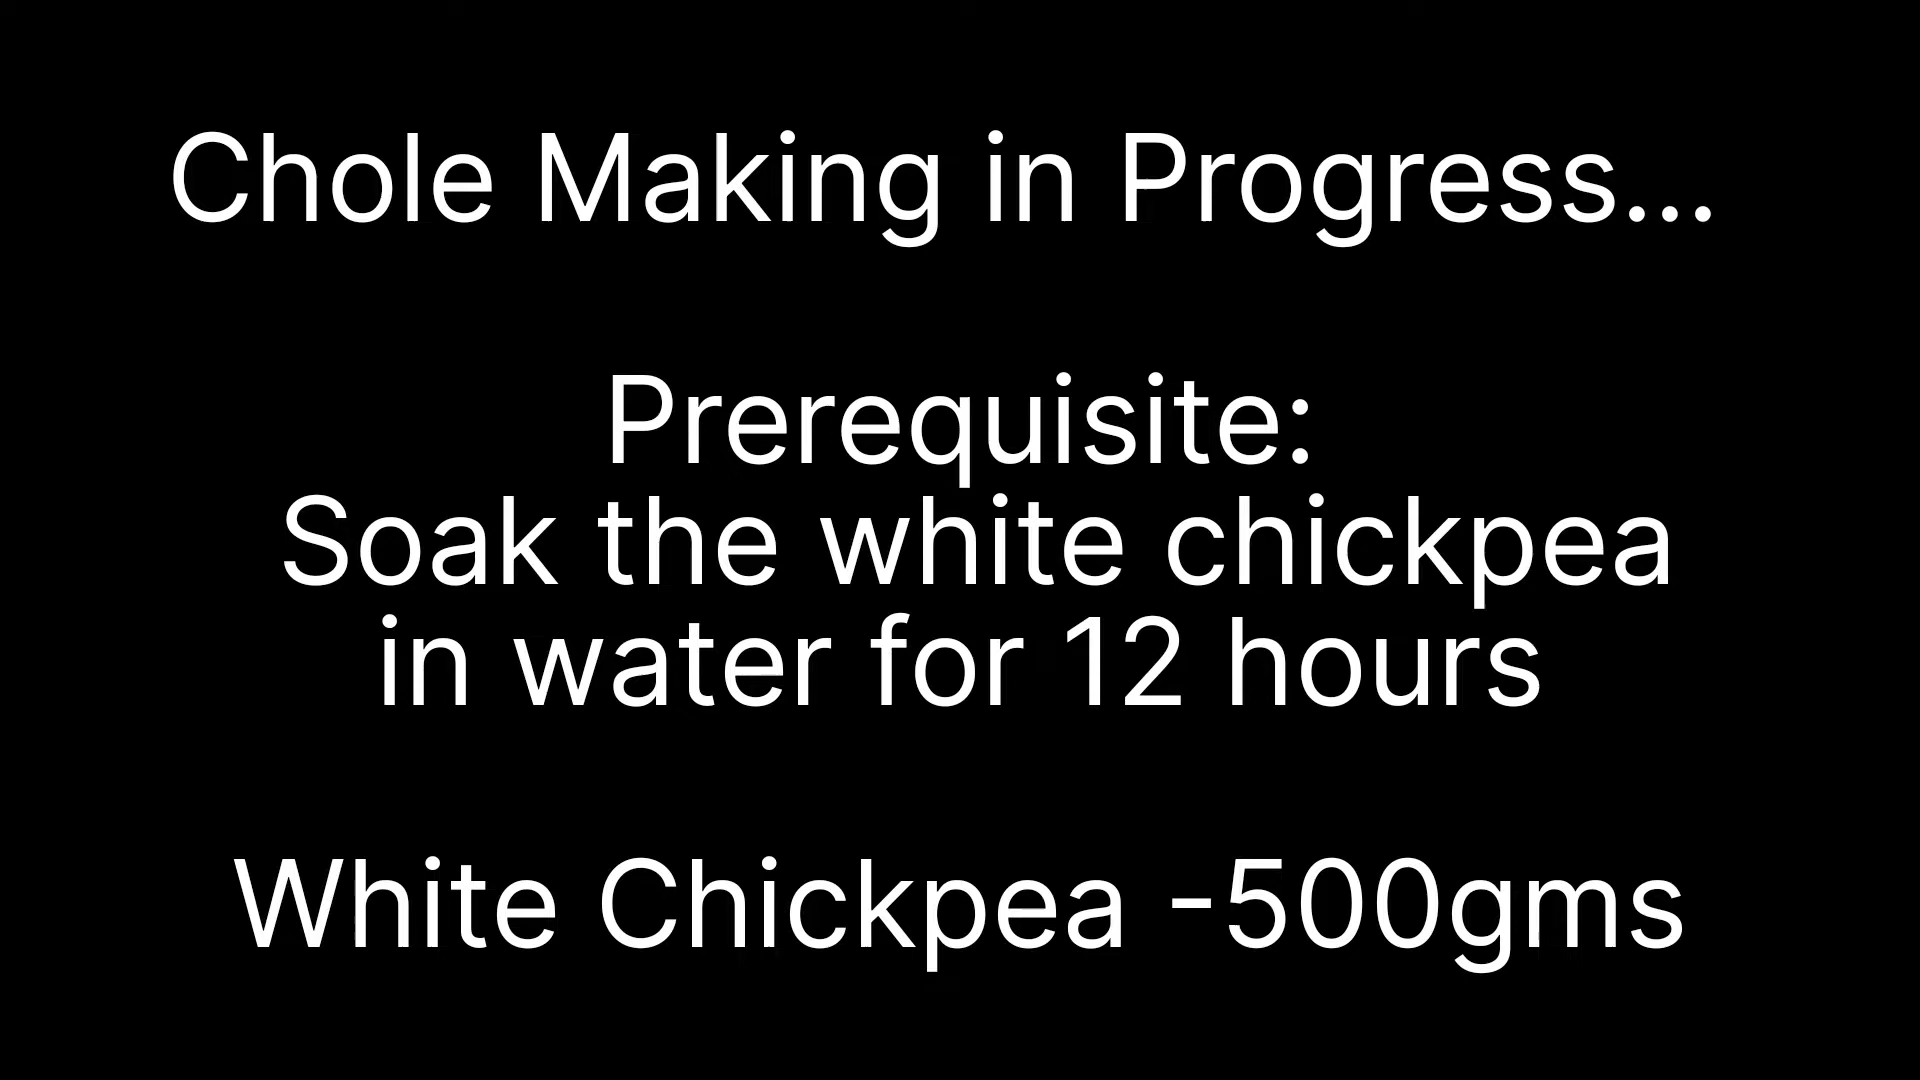 Chole Making in Progress...
Prerequisite:
Soak the white chickpea
in water for 12 hours
White Chickpea -500gms